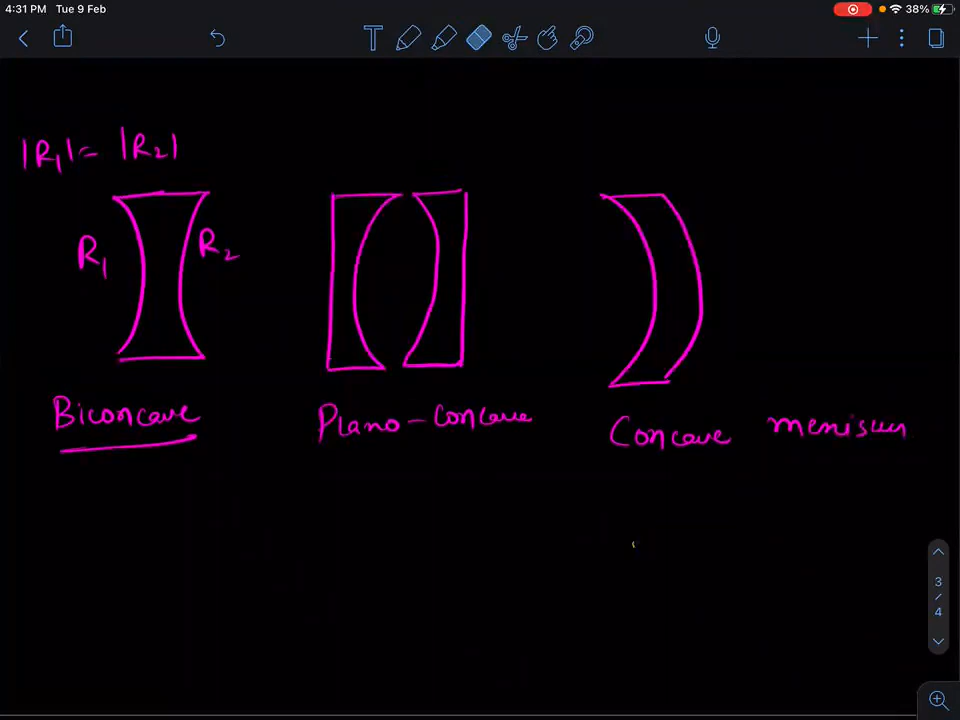 4:31 PM Tue 9 Feb
38%
T
|R₁| = |R₂|
R₁
R₂
Biconcave
Plano-Concave
Concave
3
/
4